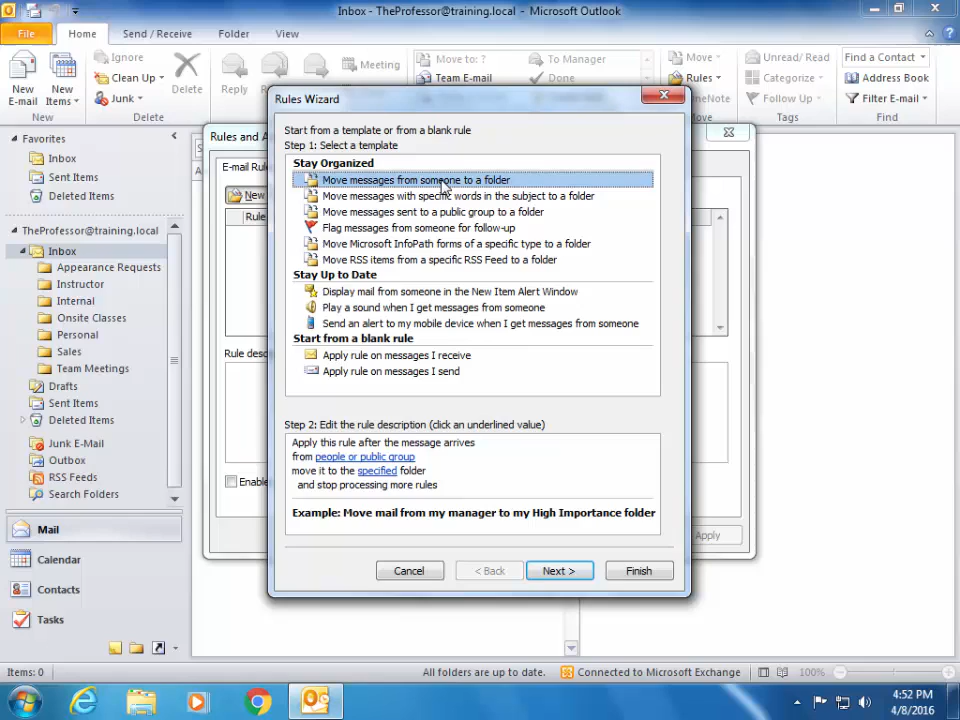 Inbox - TheProfessor@training.local - Microsoft Outlook
File
Home
Send / Receive
Folder
View
New
E-mail
New
Items
New
Ignore
Clean Up
Junk
Delete
Delete
Reply
Meeting
Move to: ?
To Manager
Team E-mail
Done
Move
Rules
OneNote
Move
Unread/ Read
Categorize
Follow Up
Tags
Find a Contact
Address Book
Filter E-mail
Find
Favorites
Inbox
Sent Items
Deleted Items
TheProfessor@training.local
Inbox
Appearance Requests
Instructor
Internal
Onsite Classes
Personal
Sales
Team Meetings
Drafts
Sent Items
Deleted Items
Junk E-Mail
Outbox
RSS Feeds
Search Folders
Mail
Calendar
Contacts
Tasks
Rules and A
E-mail Rule
New
Rule
Rule desc
Enable
Apply
Rules Wizard
Start from a template or from a blank rule
Step 1: Select a template
Stay Organized
Move messages from someone to a folder
Move messages with specific words in the subject to a folder
Move messages sent to a public group to a folder
Flag messages from someone for follow-up
Move Microsoft InfoPath forms of a specific type to a folder
Move RSS items from a specific RSS Feed to a folder
Stay Up to Date
Display mail from someone in the New Item Alert Window
Play a sound when I get messages from someone
Send an alert to my mobile device when I get messages from someone
Start from a blank rule
Apply rule on messages I receive
Apply rule on messages I send
Step 2: Edit the rule description (click an underlined value)
Apply this rule after the message arrives
from people or public group
move it to the specified folder
and stop processing more rules
Example: Move mail from my manager to my High Importance folder
Cancel
< Back
Next >
Finish
Items: 0
All folders are up to date.
Connected to Microsoft Exchange
100%
4:52 PM
4/8/2016